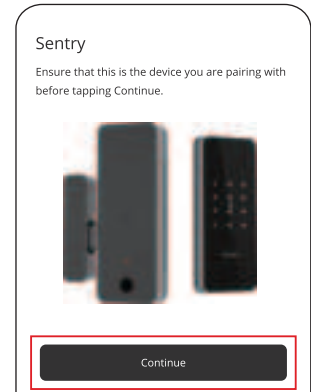 Sentry
Ensure that this is the device you are pairing with
before tapping Continue.
Continue